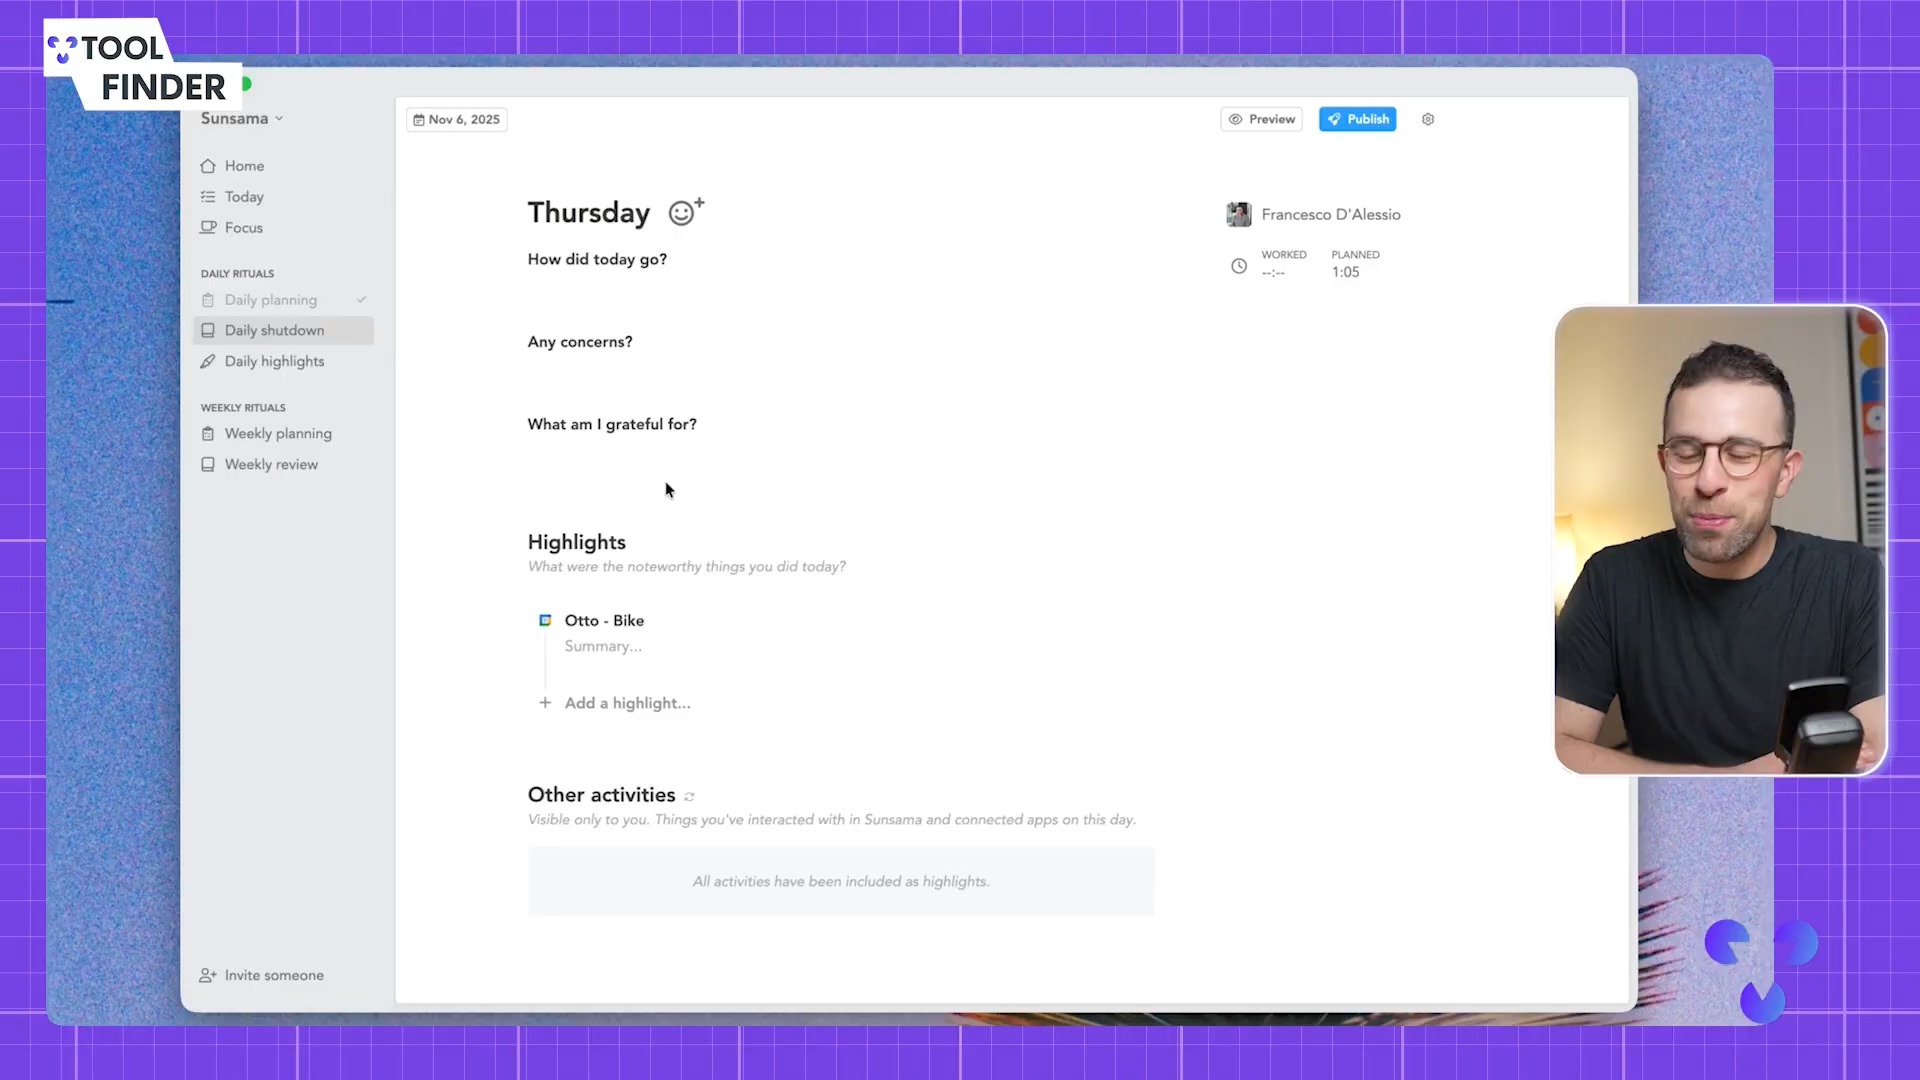 TOOL
FINDER
Sunsama
Home
Today
Focus
DAILY RITUALS
Daily planning
Daily shutdown
Daily highlights
WEEKLY RITUALS
Weekly planning
Weekly review
Invite someone
Nov 6, 2025
Preview
Publish
Thursday
How did today go?
Any concerns?
What am I grateful for?
Francesco D'Alessio
WORKED PLANNED
--:-- 1:05
Highlights
What were the noteworthy things you did today?
Otto - Bike
Summary...
+ Add a highlight...
Other activities
Visible only to you. Things you've interacted with in Sunsama and connected apps on this day.
All activities have been included as highlights.